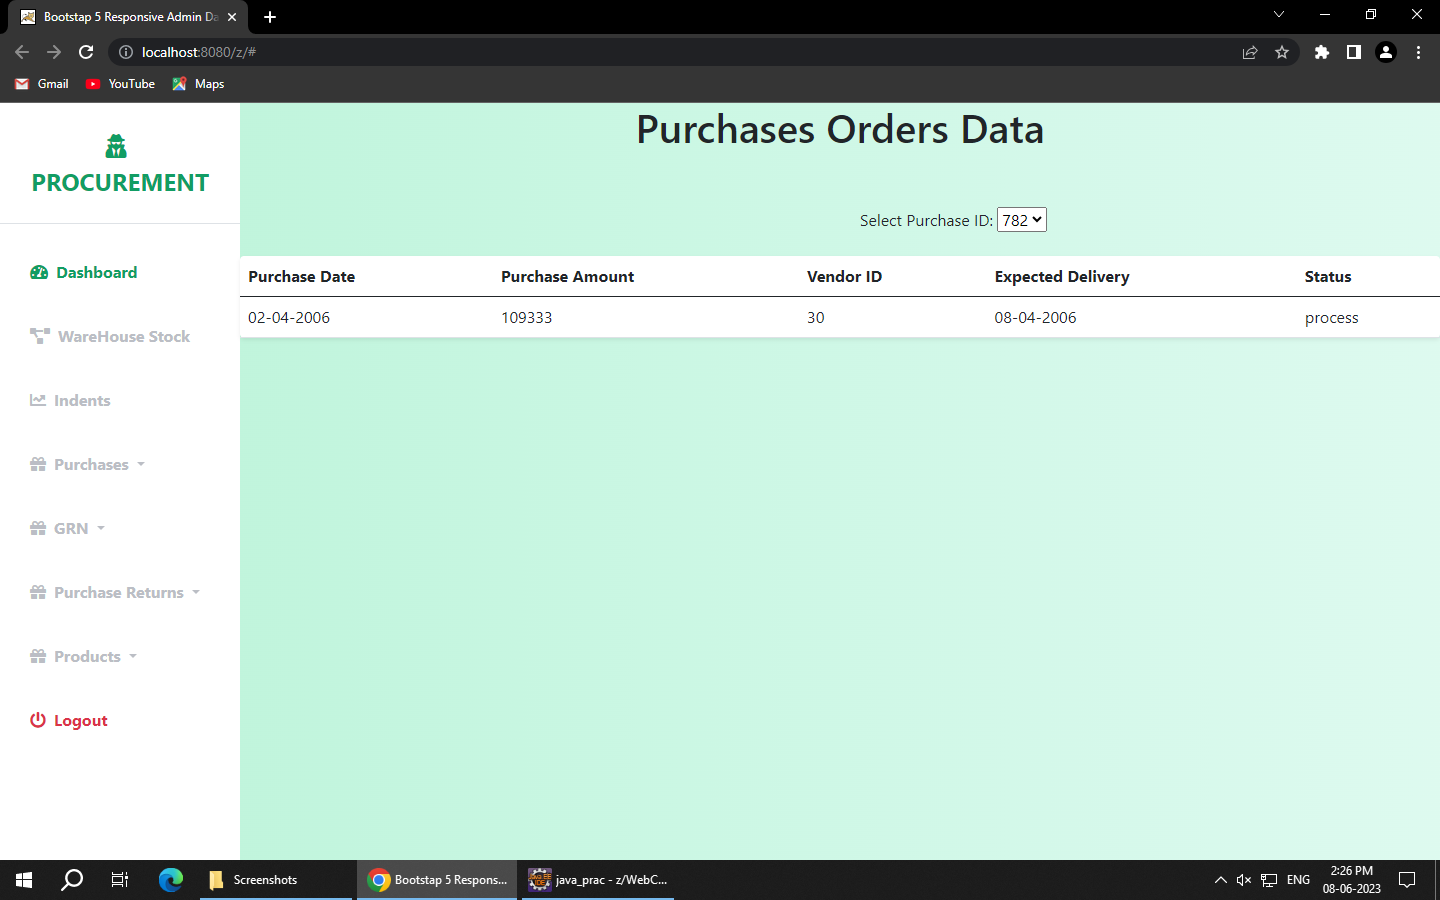 Bootstap 5 Responsive Admin Da
localhost:8080/z/#
Gmail YouTube Maps
PROCUREMENT
Dashboard
WareHouse Stock
Indents
Purchases
GRN
Purchase Returns
Products
Logout
Purchases Orders Data
Select Purchase ID: 782
Purchase Date Purchase Amount Vendor ID Expected Delivery Status
02-04-2006 109333 30 08-04-2006 process
Screenshots Bootstap 5 Respons... java_prac - z/WebC... ENG
2:26 PM
08-06-2023